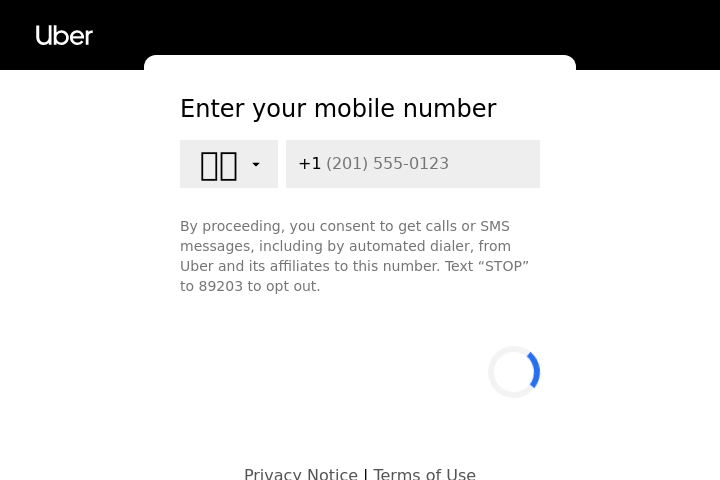 Uber
Enter your mobile number
+1 (201) 555-0123
By proceeding, you consent to get calls or SMS
messages, including by automated dialer, from
Uber and its affiliates to this number. Text “STOP”
to 89203 to opt out.
Privacy Notice | Terms of Use